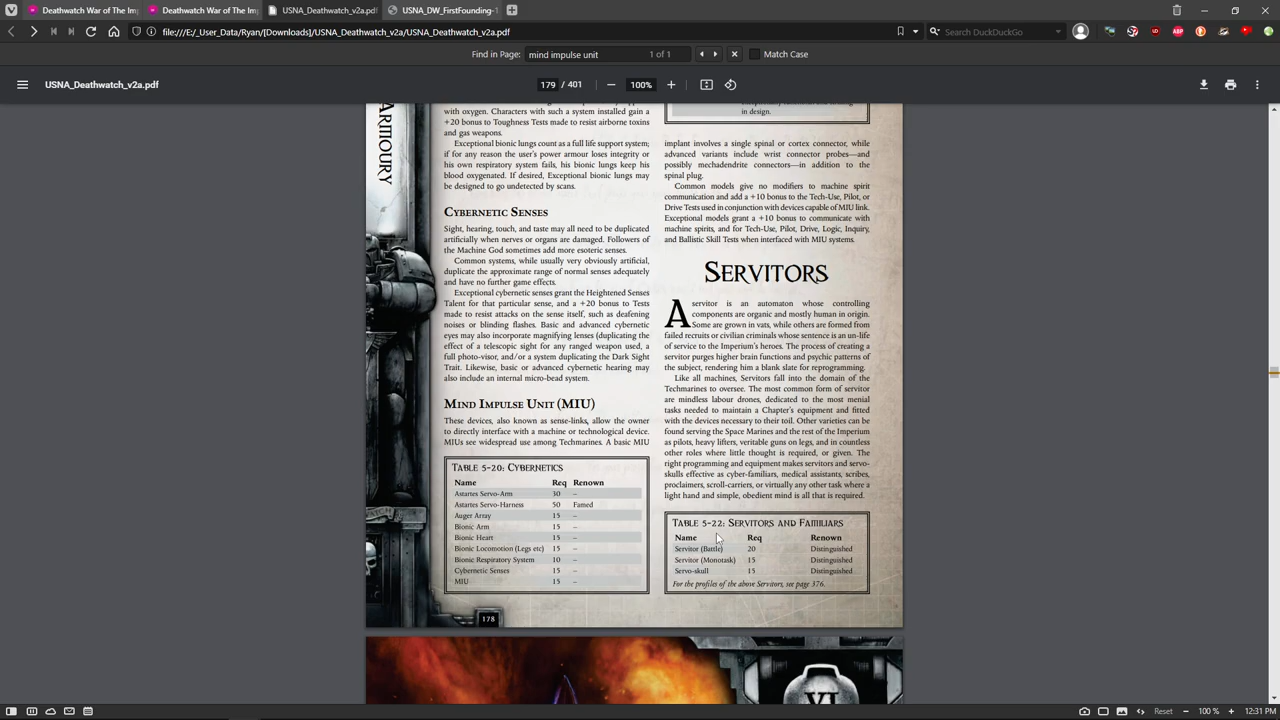 Deathwatch War of The Im
Deathwatch War of The Im
USNA_Deathwatch_v2a.pdf
USNA_DW_FirstFounding-1
file:///E:/_User_Data/Ryan/[Downloads]/USNA_Deathwatch_v2a/USNA_Deathwatch_v2a.pdf
Search DuckDuckGo
Find in Page: mind impulse unit 1 of 1 Match Case
USNA_Deathwatch_v2a.pdf
179 / 401
100%
Armoury
with oxygen. Characters with such a system installed gain a
+20 bonus to Toughness Tests made to resist airborne toxins
and gas weapons.
Exceptional bionic lungs count as a full life support system;
if for any reason the user's power armour loses integrity or
his own respiratory system fails, his bionic lungs keep his
blood oxygenated. If desired, Exceptional bionic lungs may
be designed to go undetected by scans.
Cybernetic Senses
Sight, hearing, touch, and taste may all need to be duplicated
artificially when nerves or organs are damaged. Followers of
the Machine God sometimes add more esoteric senses.
Common systems, while usually very obviously artificial,
duplicate the approximate range of normal senses adequately
and have no further game effects.
Exceptional cybernetic senses grant the Heightened Senses
Talent for that particular sense, and a +20 bonus to Tests
made to resist attacks on the sense itself, such as deafening
noises or blinding flashes. Basic and advanced cybernetic
eyes may also incorporate magnifying lenses (duplicating the
effect of a telescopic sight for any ranged weapon used, a
full photo-visor, and/or a system duplicating the Dark Sight
Trait. Likewise, basic or advanced cybernetic hearing may
also include an internal micro-bead system.
Mind Impulse Unit (MIU)
These devices, also known as sense-links, allow the owner
to directly interface with a machine or technological device.
MIUs see widespread use among Techmarines. A basic MIU
Table 5-20: Cybernetics
Name Req Renown
Astartes Servo-Arm 30 –
Astartes Servo-Harness 50 Famed
Auger Array 15 –
Bionic Arm 15 –
Bionic Heart 15 –
Bionic Locomotion (Legs etc) 15 –
Bionic Respiratory System 10 –
Cybernetic Senses 15 –
MIU 15 –
178
in design.
implant involves a single spinal or cortex connector, while
advanced variants include wrist connector probes—and
possibly mechadendrite connectors—in addition to the
spinal plug.
Common models give no modifiers to machine spirit
communication and add a +10 bonus to the Tech-Use, Pilot, or
Drive Tests used in conjunction with devices capable of MIU link.
Exceptional models grant a +10 bonus to communicate with
machine spirits, and for Tech-Use, Pilot, Drive, Logic, Inquiry,
and Ballistic Skill Tests when interfaced with MIU systems.
Servitors
A servitor is an automaton whose controlling
components are organic and mostly human in origin.
Some are grown in vats, while others are formed from
failed recruits or civilian criminals whose sentence is an un-life
of service to the Imperium's heroes. The process of creating a
servitor purges higher brain functions and psychic patterns of
the subject, rendering him a blank slate for reprogramming.
Like all machines, Servitors fall into the domain of the
Techmarines to oversee. The most common form of servitor
are mindless labour drones, dedicated to the most menial
tasks needed to maintain a Chapter's equipment and fitted
with the devices necessary to their toil. Other varieties can be
found serving the Space Marines and the rest of the Imperium
as pilots, heavy lifters, veritable guns on legs, and in countless
other roles where little thought is required, or given. The
right programming and equipment makes servitors and servo-
skulls effective as cyber-familiars, medical assistants, scribes,
proclaimers, scroll-carriers, or virtually any other task where a
light hand and simple, obedient mind is all that is required.
Table 5-22: Servitors and Familiars
Name Req Renown
Servitor (Battle) 20 Distinguished
Servitor (Monotask) 15 Distinguished
Servo-skull 15 Distinguished
For the profiles of the above Servitors, see page 376.
VI
Reset
100 %
12:31 PM